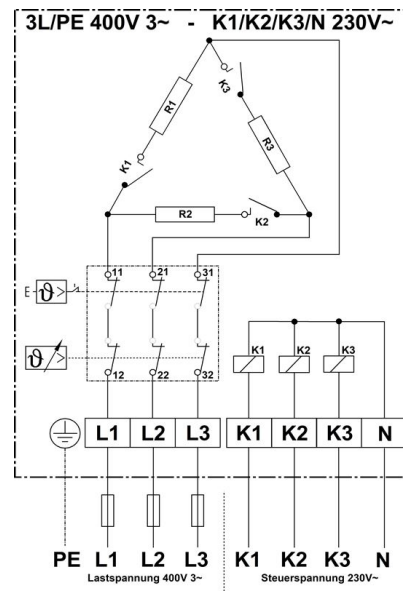 3L/PE 400V 3~ - K1/K2/K3/N 230V~
K3
R1
R3
K1
R2
K2
11 21 31
E ϑ >
ϑ >
12 22 32
K1 K2 K3
L1 L2 L3 K1 K2 K3 N
PE L1 L2 L3 K1 K2 K3 N
Lastspannung 400V 3~ Steuerspannung 230V~